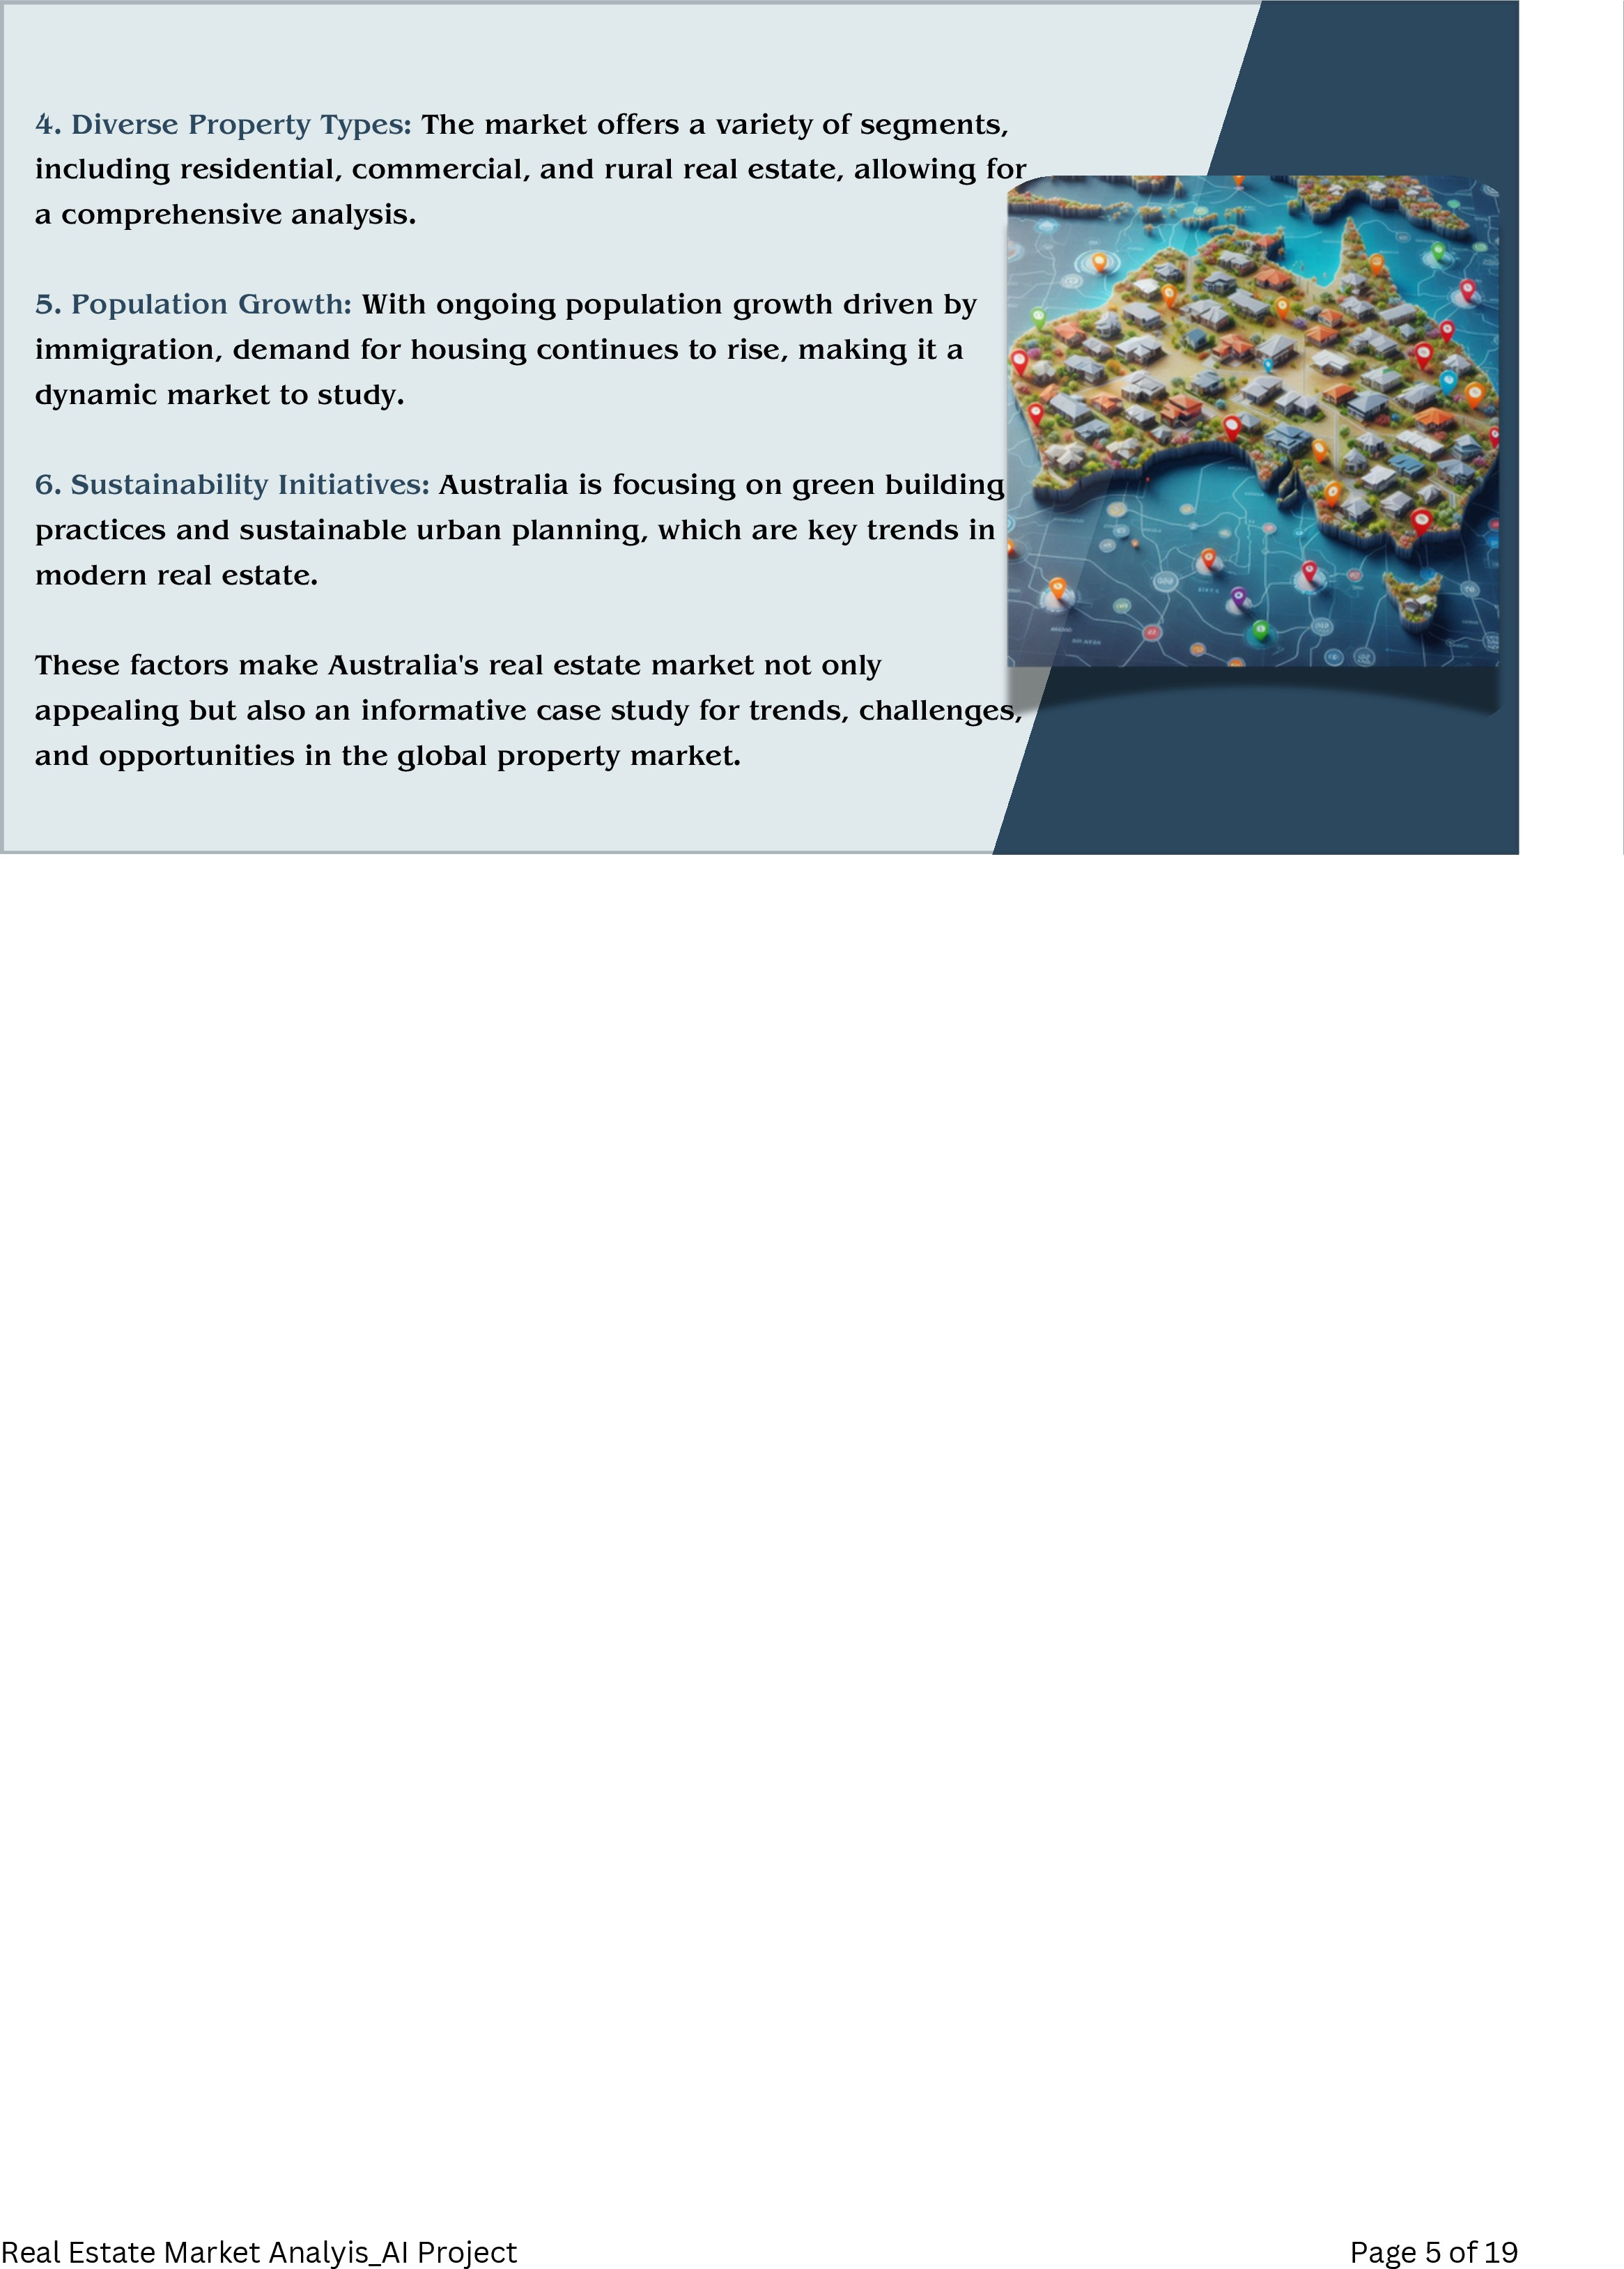 4. Diverse Property Types: The market offers a variety of segments,
including residential, commercial, and rural real estate, allowing for
a comprehensive analysis.
5. Population Growth: With ongoing population growth driven by
immigration, demand for housing continues to rise, making it a
dynamic market to study.
6. Sustainability Initiatives: Australia is focusing on green building
practices and sustainable urban planning, which are key trends in
modern real estate.
These factors make Australia's real estate market not only
appealing but also an informative case study for trends, challenges,
and opportunities in the global property market.
Real Estate Market Analyis_AI Project
Page 5 of 19